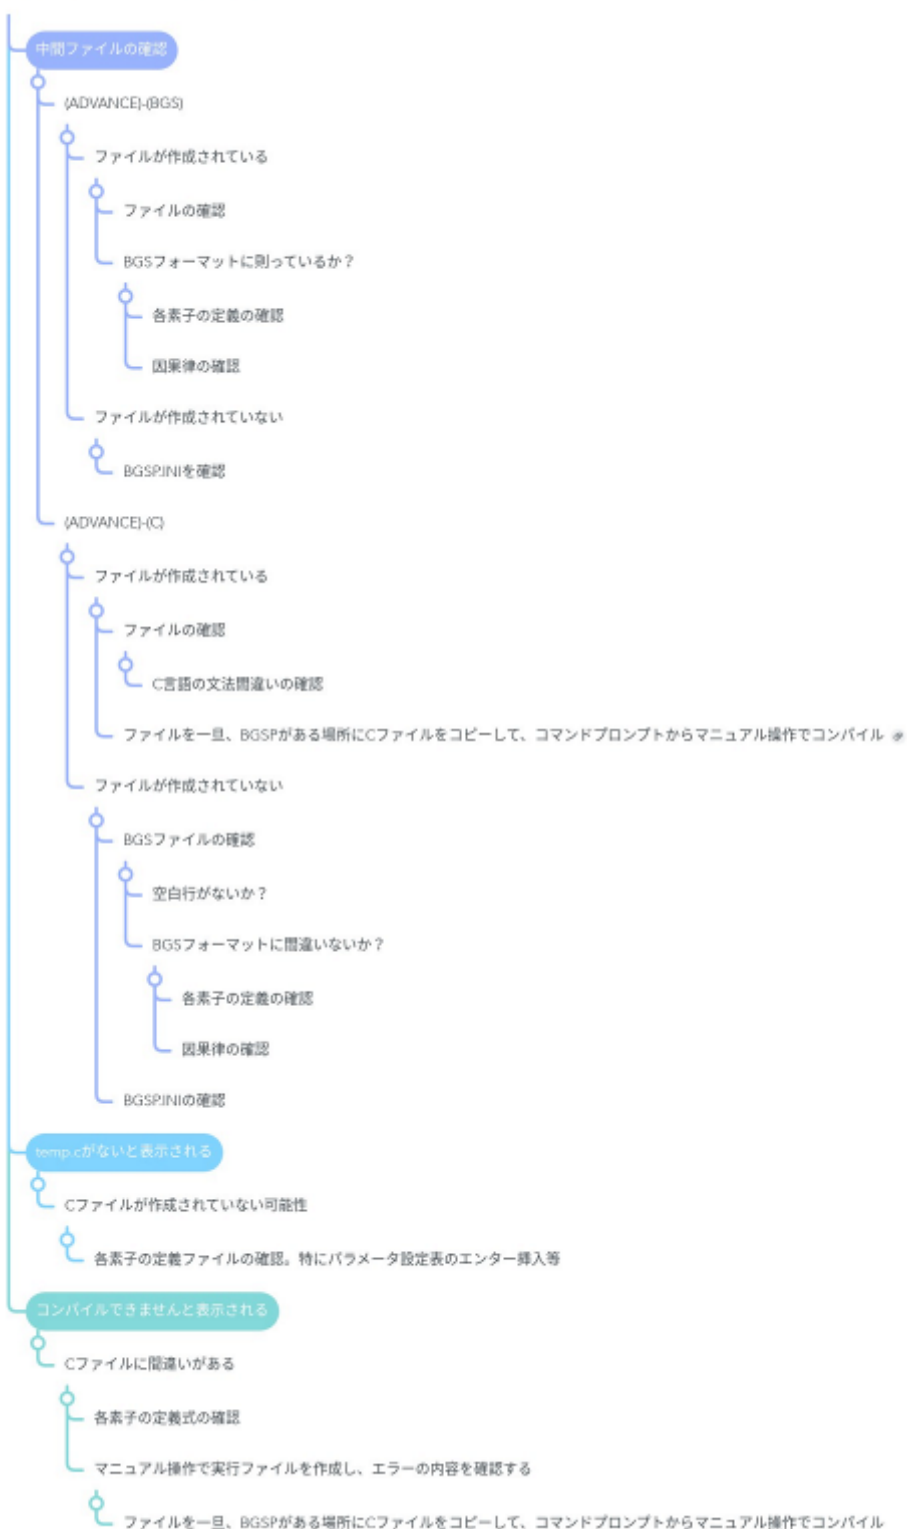 中間ファイルの確認
(ADVANCE)-(BGS)
ファイルが作成されている
ファイルの確認
BGSフォーマットに則っているか？
各素子の定義の確認
因果律の確認
ファイルが作成されていない
BGSP.INIを確認
(ADVANCE)-(C)
ファイルが作成されている
ファイルの確認
C言語の文法間違いの確認
ファイルを一旦、BGSPがある場所にCファイルをコピーして、コマンドプロンプトからマニュアル操作でコンパイル
ファイルが作成されていない
BGSファイルの確認
空白行がないか？
BGSフォーマットに間違いないか？
各素子の定義の確認
因果律の確認
BGSP.INIの確認
temp.cがないと表示される
Cファイルが作成されていない可能性
各素子の定義ファイルの確認。特にパラメータ設定表のエンター挿入等
コンパイルできませんと表示される
Cファイルに間違いがある
各素子の定義式の確認
マニュアル操作で実行ファイルを作成し、エラーの内容を確認する
ファイルを一旦、BGSPがある場所にCファイルをコピーして、コマンドプロンプトからマニュアル操作でコンパイル